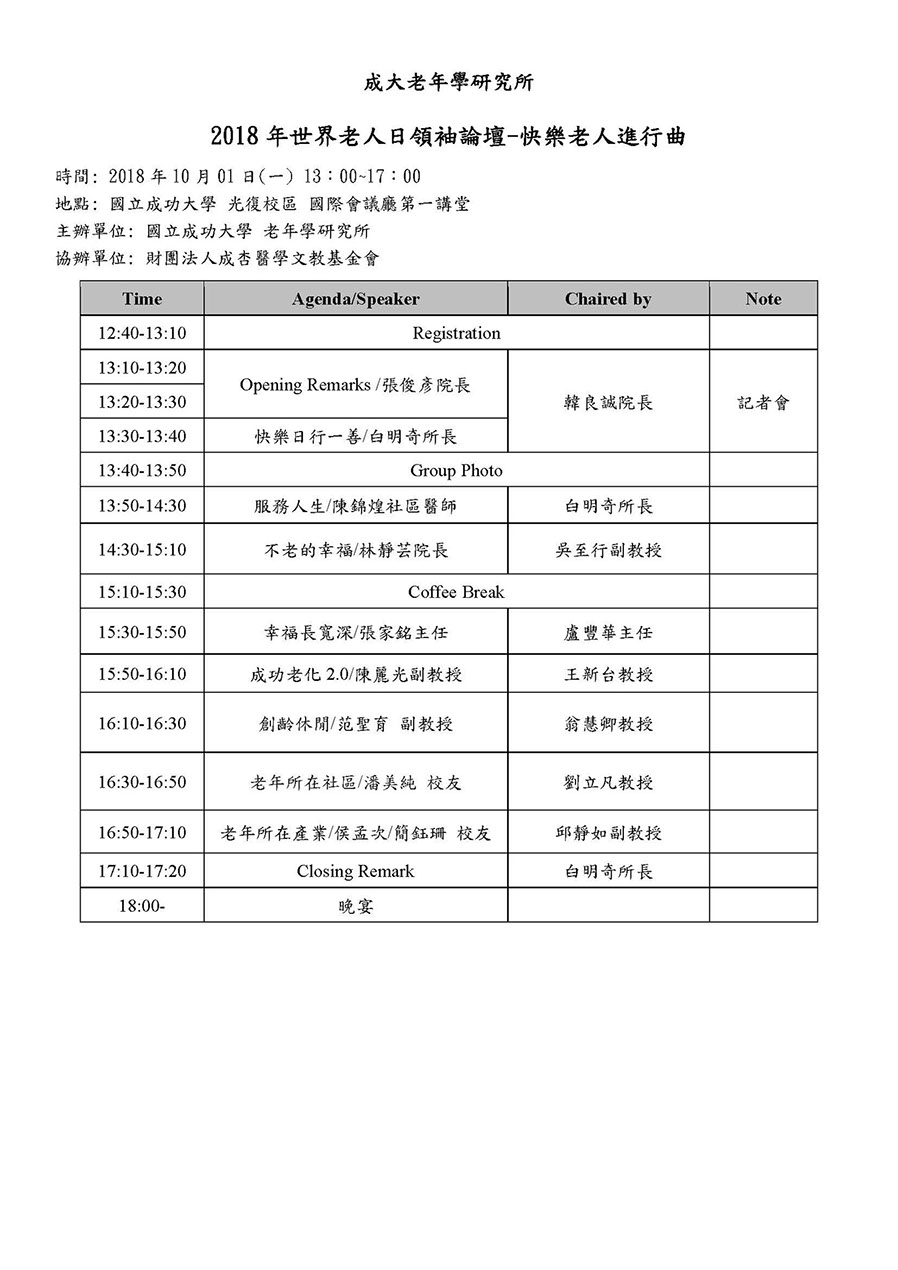 成大老年學研究所
2018 年世界老人日領袖論壇-快樂老人進行曲
時間: 2018 年 10 月 01 日(一) 13：00~17：00
地點: 國立成功大學 光復校區 國際會議廳第一講堂
主辦單位: 國立成功大學 老年學研究所
協辦單位: 財團法人成杏醫學文教基金會
Time Agenda/Speaker Chaired by Note
12:40-13:10 Registration
13:10-13:20
Opening Remarks /張俊彥院長
13:20-13:30 韓良誠院長 記者會
13:30-13:40 快樂日行一善/白明奇所長
13:40-13:50 Group Photo
13:50-14:30 服務人生/陳錦煌社區醫師 白明奇所長
14:30-15:10 不老的幸福/林靜芸院長 吳至行副教授
15:10-15:30 Coffee Break
15:30-15:50 幸福長寬深/張家銘主任 盧豐華主任
15:50-16:10 成功老化 2.0/陳麗光副教授 王新台教授
16:10-16:30 創齡休閒/范聖育 副教授 翁慧卿教授
16:30-16:50 老年所在社區/潘美純 校友 劉立凡教授
16:50-17:10 老年所在產業/侯孟次/簡鈺珊 校友 邱靜如副教授
17:10-17:20 Closing Remark 白明奇所長
18:00- 晚宴